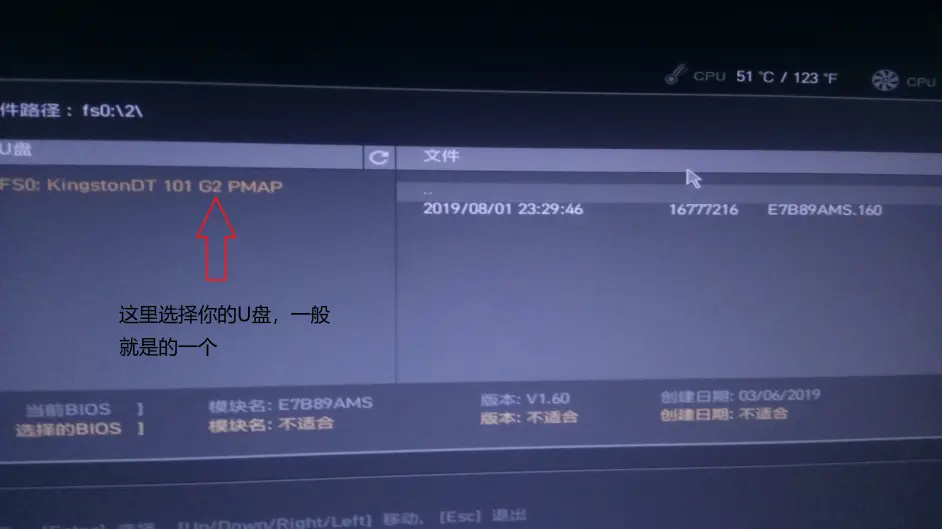 CPU 51 °C / 123 °F CPU
件路径：fs0:\2\
U盘 文件
FS0: KingstonDT 101 G2 PMAP
..
2019/08/01 23:29:46 16777216 E7B89AMS.160
这里选择你的U盘，一般
就是的一个
当前BIOS ] 模块名: E7B89AMS 版本: V1.60 创建日期: 03/06/2019
选择的BIOS ] 模块名: 不适合 版本: 不适合 创建日期: 不适合
[Enter] 选择, [Up/Down/Right/Left] 移动, [Esc] 退出